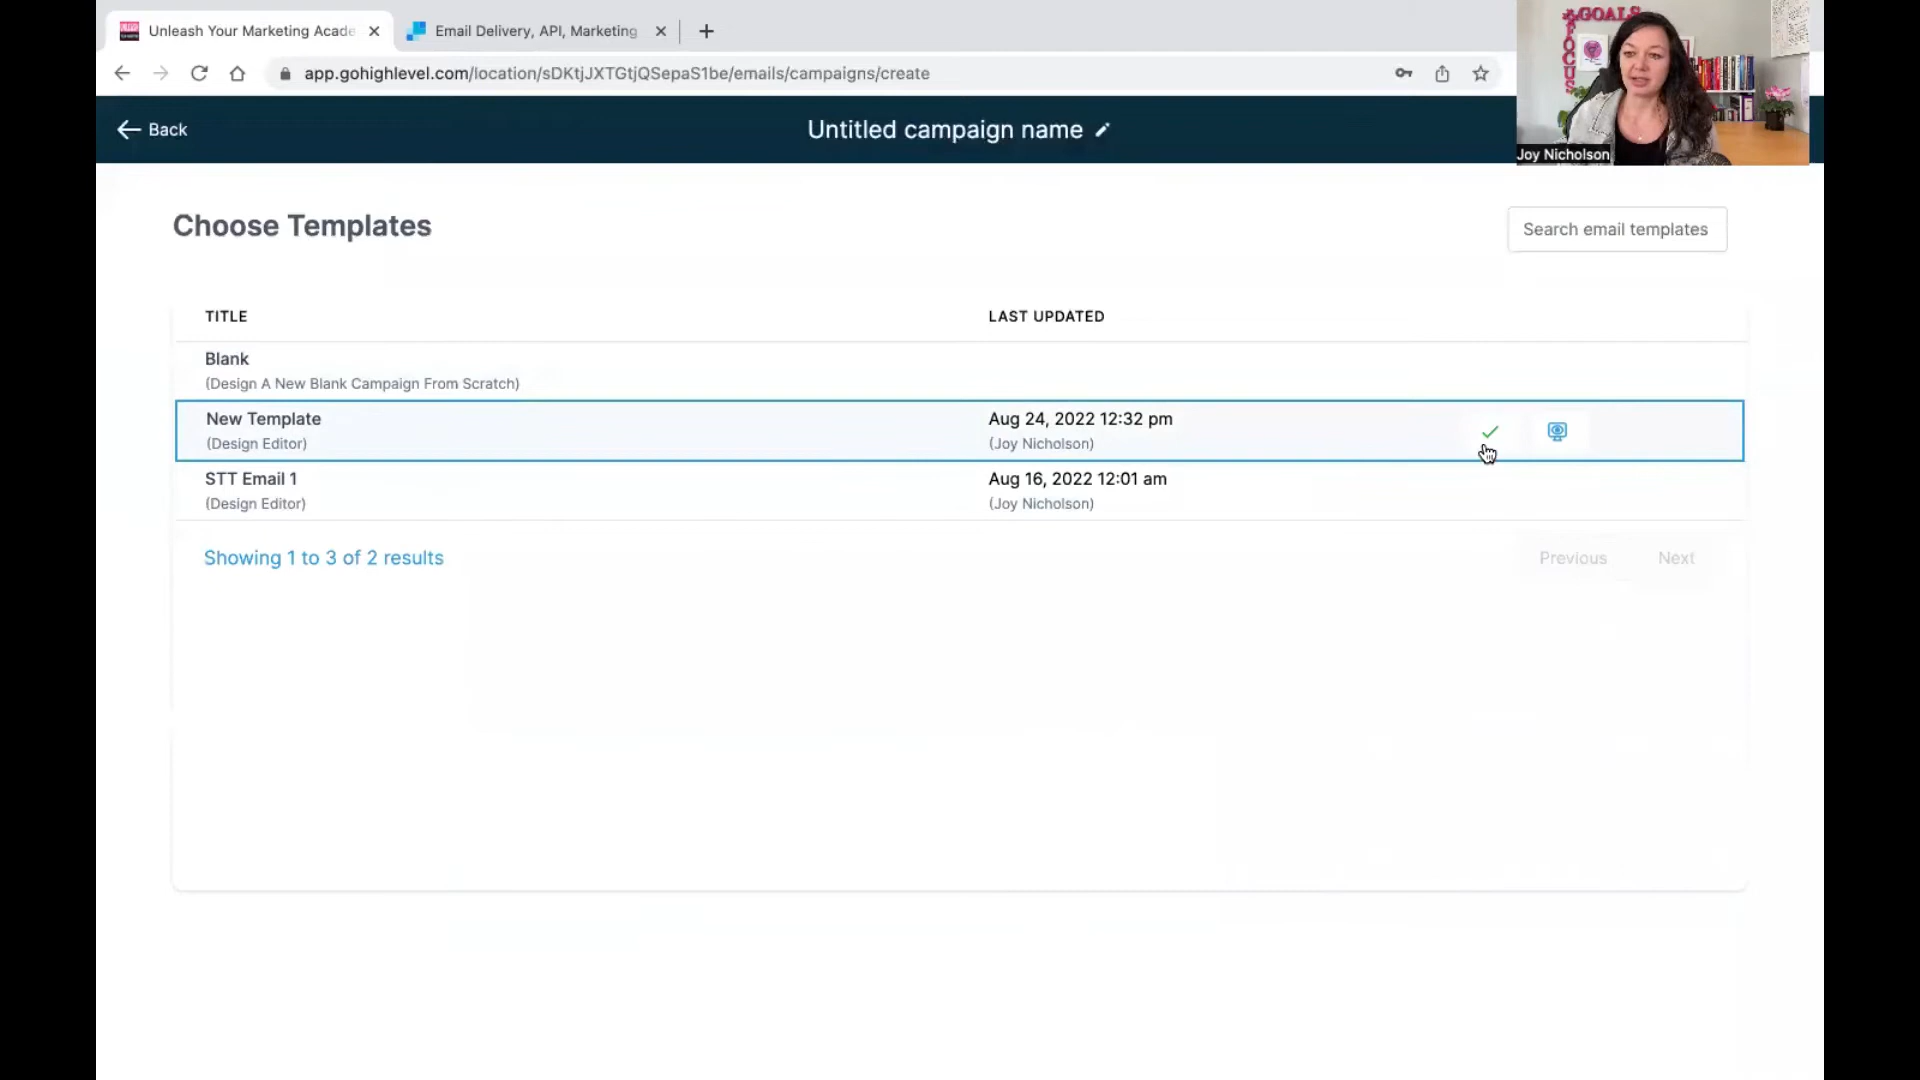 Unleash Your Marketing Acade
Email Delivery, API, Marketing
app.gohighlevel.com/location/sDKtjJXTGtjQSepaS1be/emails/campaigns/create
GOALS
FOCUS
Joy Nicholson
Back
Untitled campaign name
Choose Templates
Search email templates
TITLE
LAST UPDATED
Blank
(Design A New Blank Campaign From Scratch)
New Template
Aug 24, 2022 12:32 pm
(Design Editor)
(Joy Nicholson)
STT Email 1
Aug 16, 2022 12:01 am
(Design Editor)
(Joy Nicholson)
Showing 1 to 3 of 2 results
Previous
Next